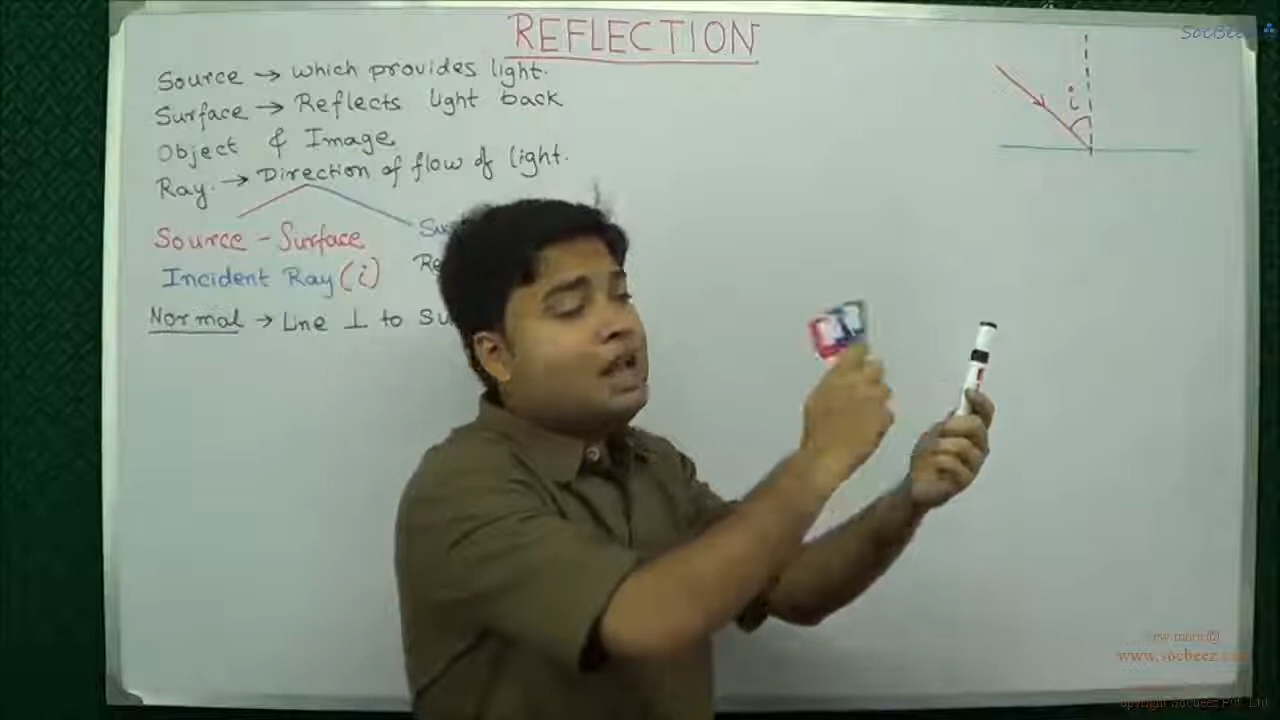 REFLECTION
SocBeez
Source → which provides light.
Surface → Reflects light back
Object & Image
Ray. → Direction of flow of light.
i
Source - Surface
Incident Ray (i)
Normal → Line ⊥ to
www.socbeez.com